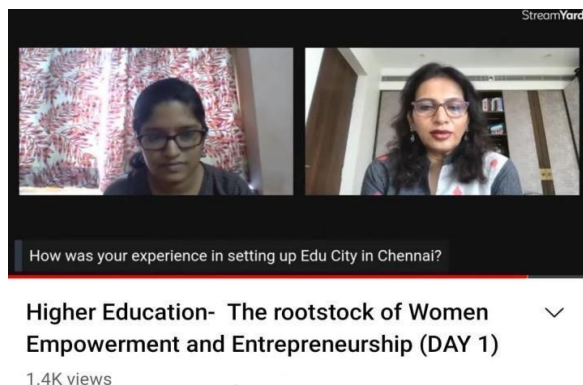 StreamYard
How was your experience in setting up Edu City in Chennai?
Higher Education- The rootstock of Women
Empowerment and Entrepreneurship (DAY 1)
1.4K views